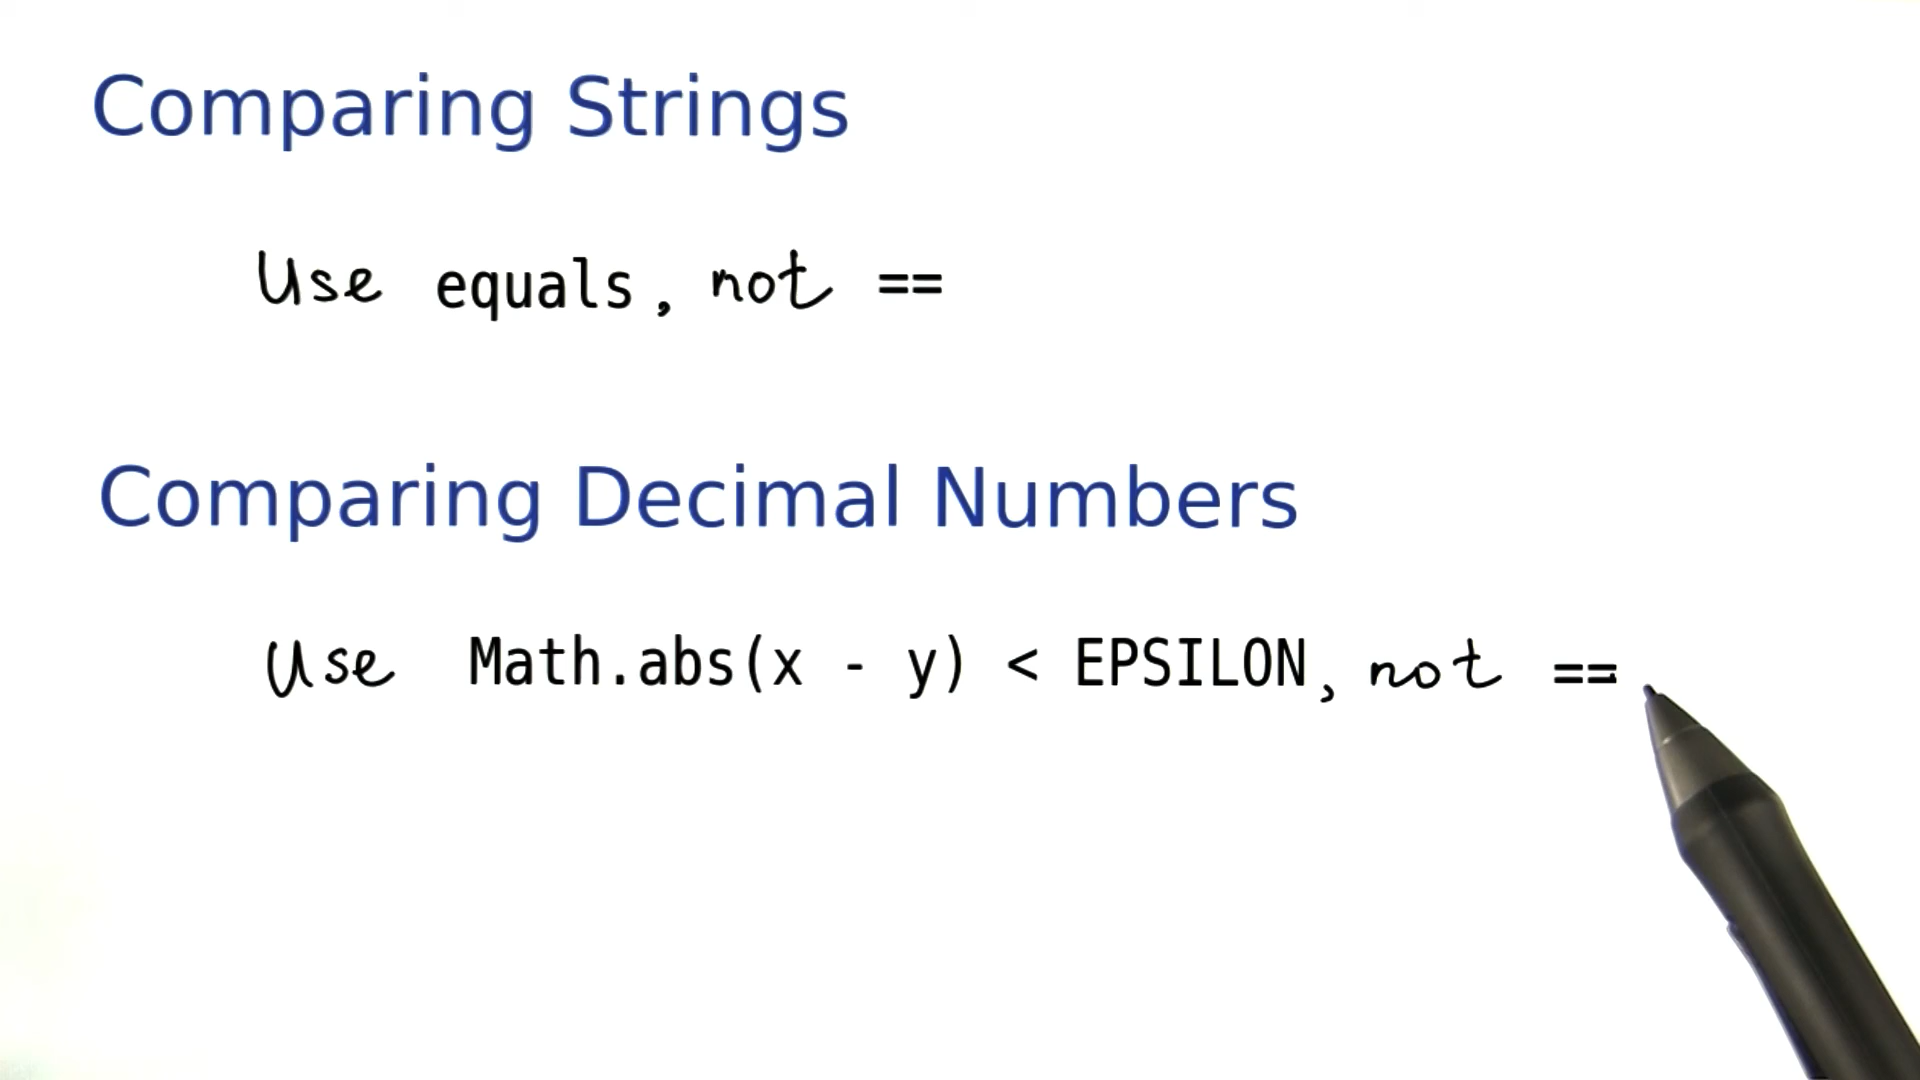 Comparing Strings
Use equals, not ==
Comparing Decimal Numbers
Use Math.abs(x - y) < EPSILON, not ==